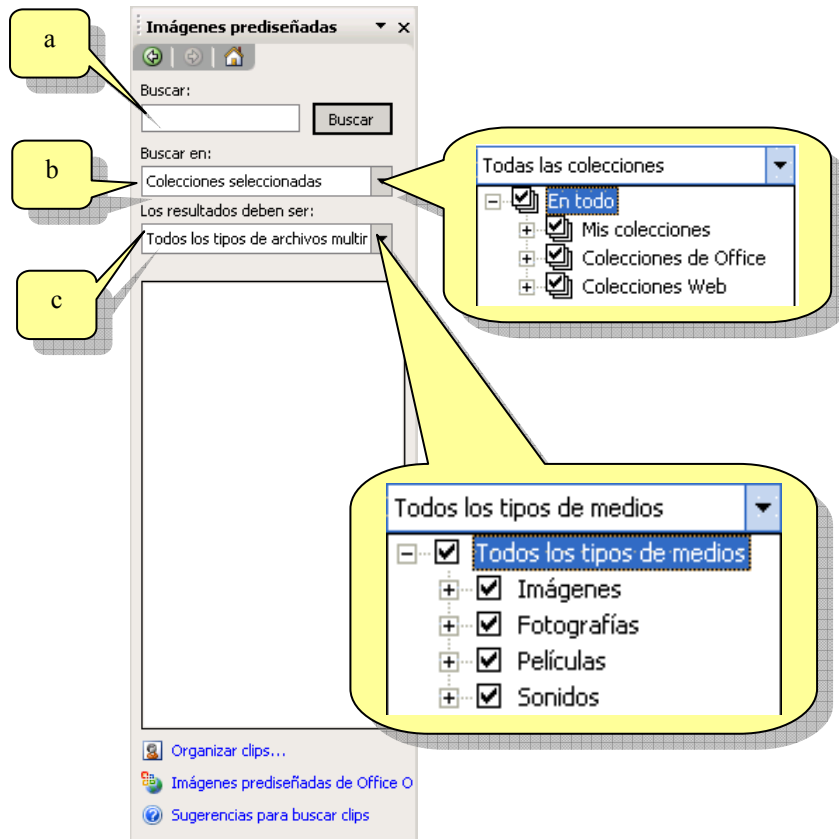 Imágenes prediseñadas
a
Buscar:
Buscar
Buscar en:
b
Colecciones seleccionadas
Los resultados deben ser:
Todos los tipos de archivos multir
c
Todas las colecciones
En todo
Mis colecciones
Colecciones de Office
Colecciones Web
Todos los tipos de medios
Todos los tipos de medios
Imágenes
Fotografías
Películas
Sonidos
Organizar clips...
Imágenes prediseñadas de Office O
Sugerencias para buscar clips